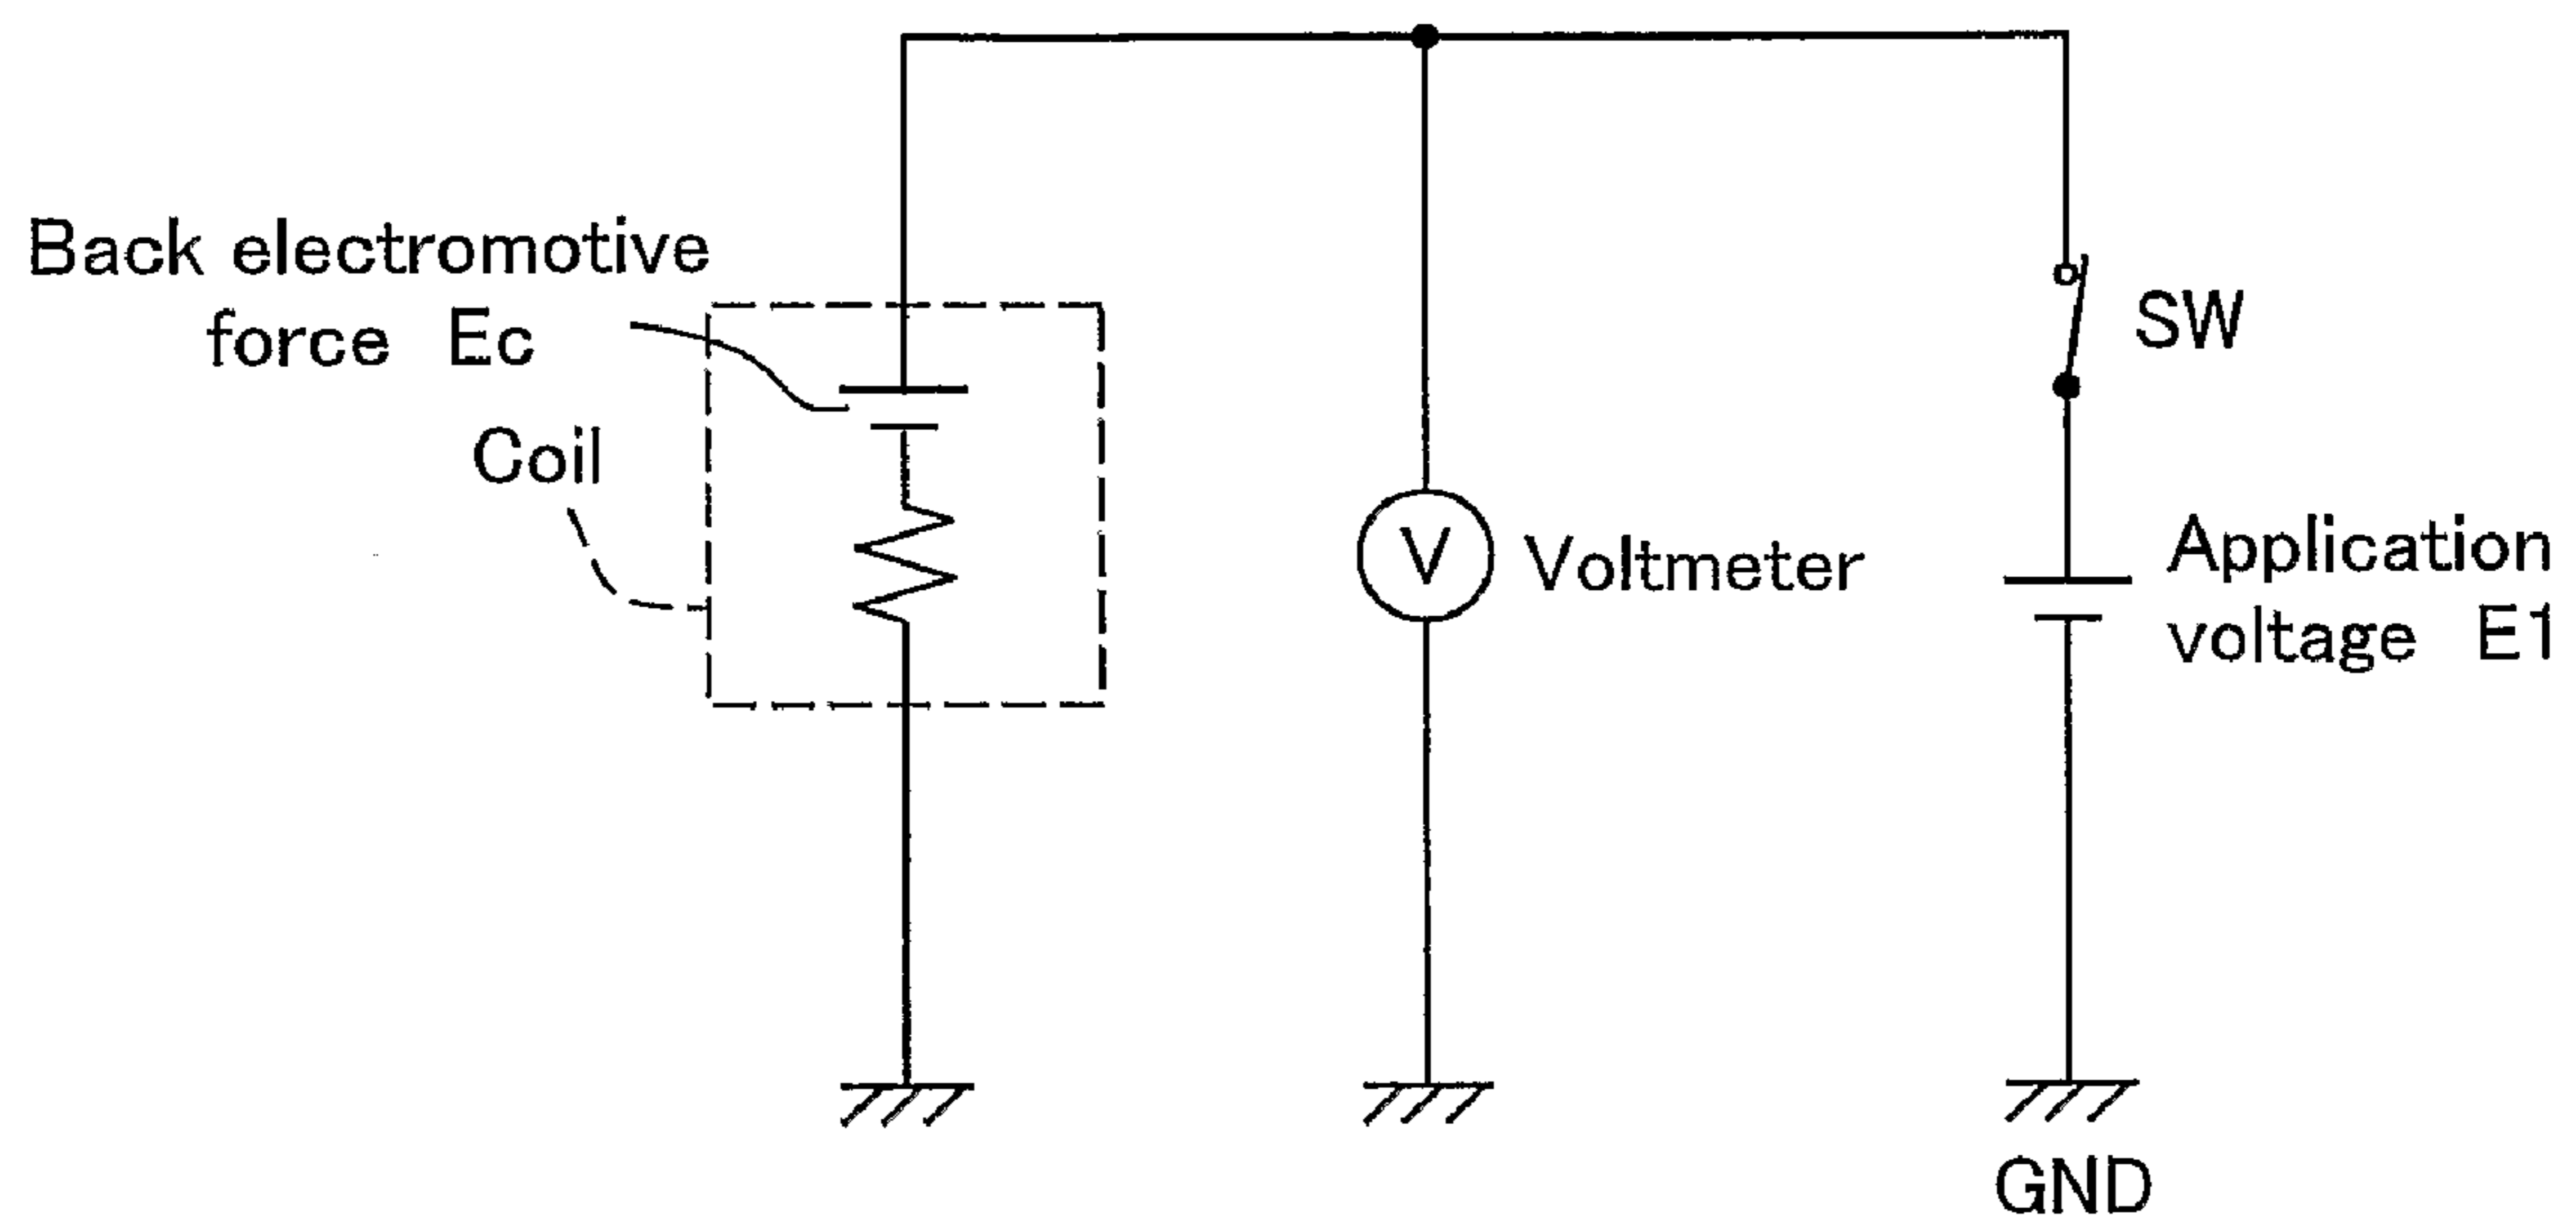 Back electromotive
force Ec
Coil
V
Voltmeter
SW
Application
voltage E1
GND